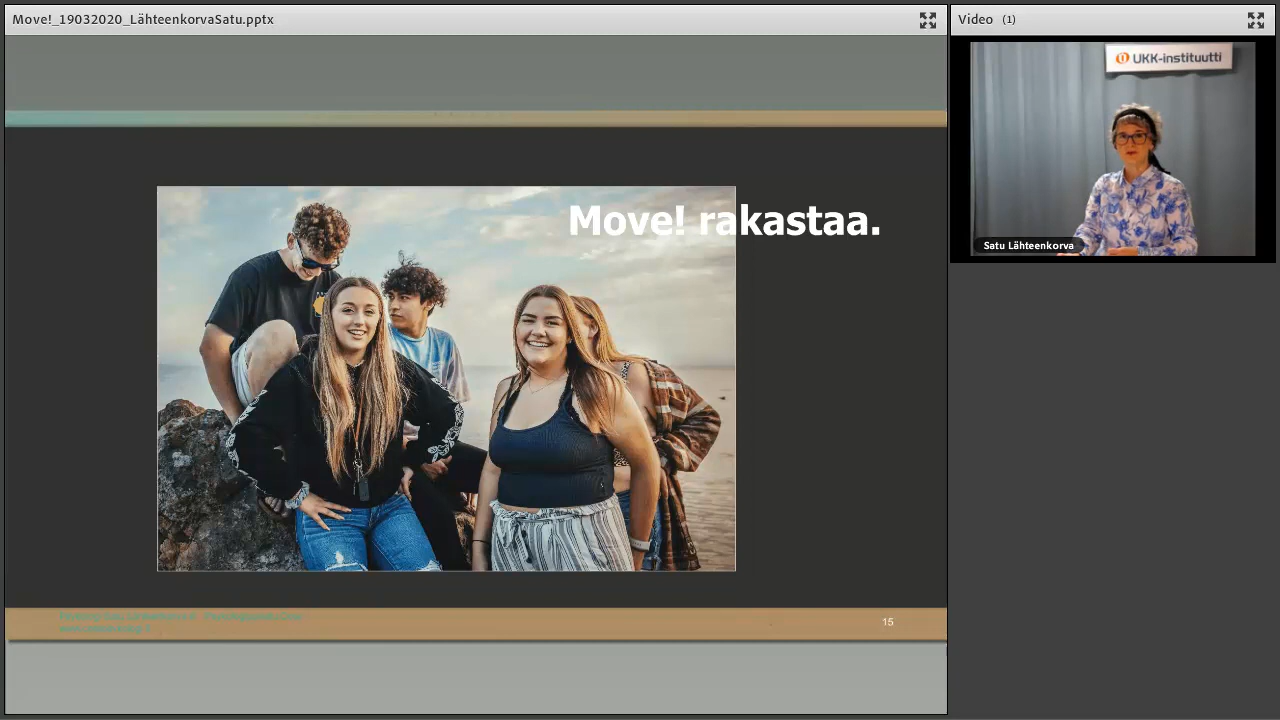 Move!_19032020_LähteenkorvaSatu.pptx
Video (1)
UKK-instituutti
Satu Lähteenkorva
Move! rakastaa.
15